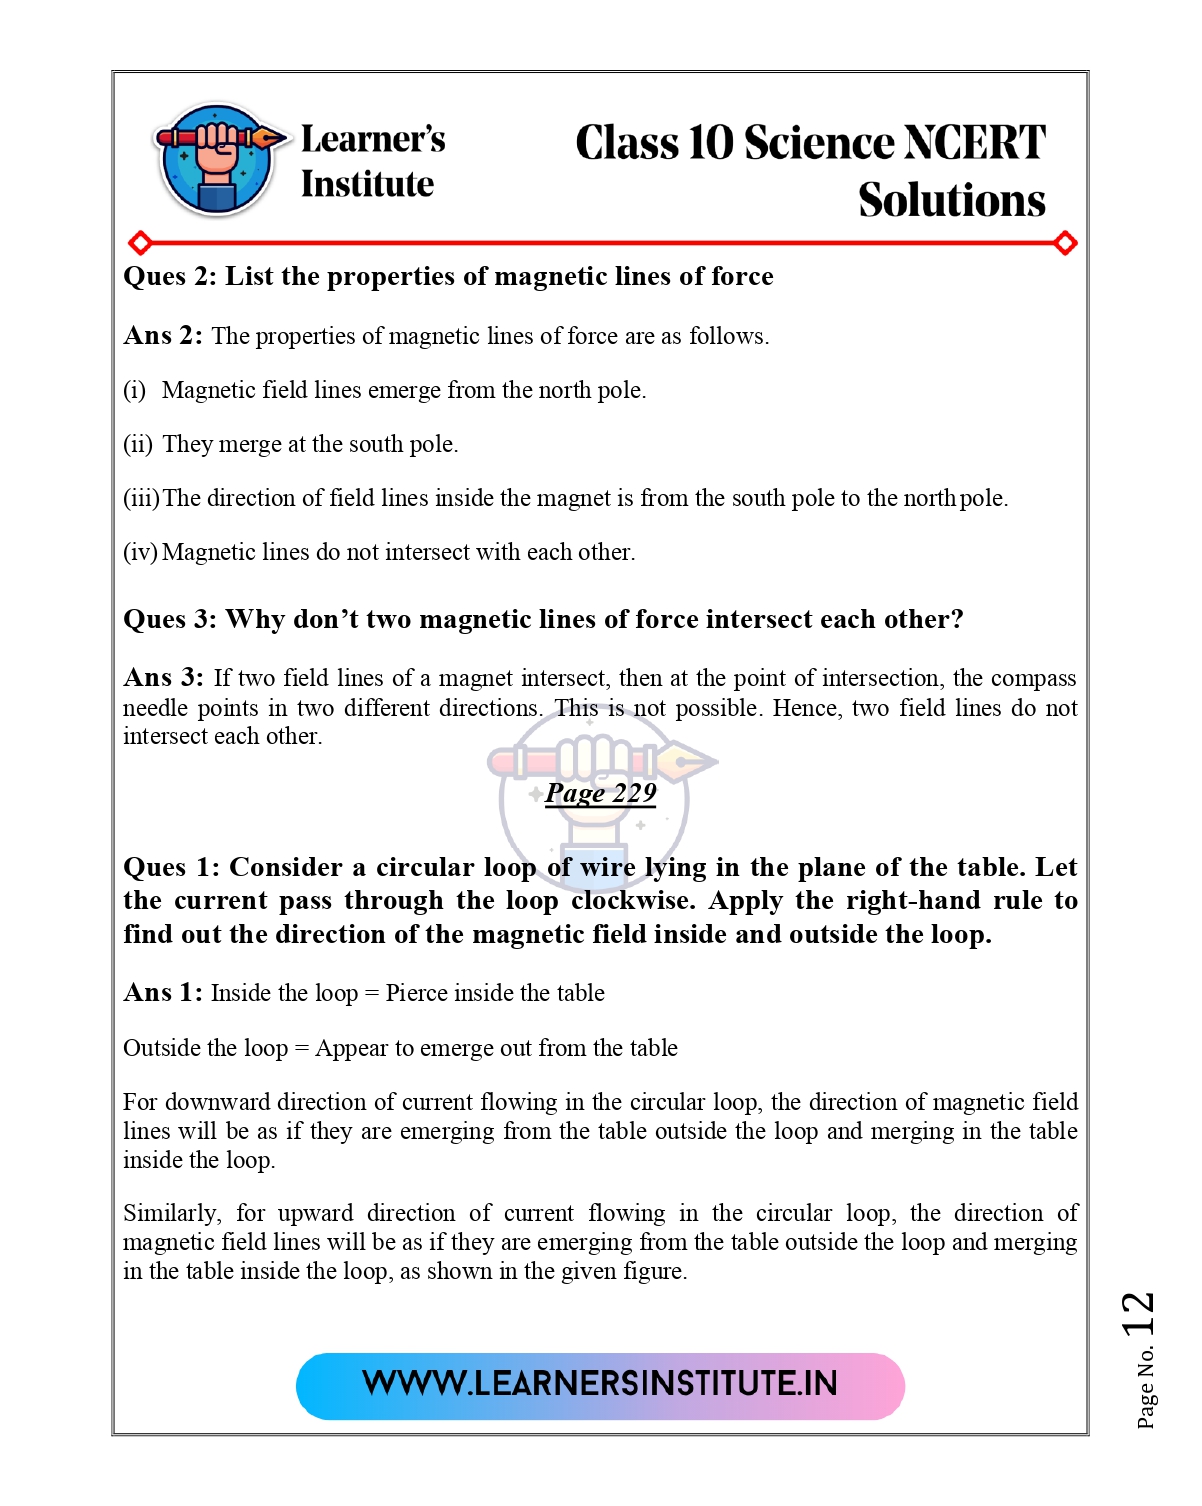 Learner's
Institute
Class 10 Science NCERT
Solutions
Ques 2: List the properties of magnetic lines of force
Ans 2: The properties of magnetic lines of force are as follows.
(i) Magnetic field lines emerge from the north pole.
(ii) They merge at the south pole.
(iii) The direction of field lines inside the magnet is from the south pole to the north pole.
(iv) Magnetic lines do not intersect with each other.
Ques 3: Why don’t two magnetic lines of force intersect each other?
Ans 3: If two field lines of a magnet intersect, then at the point of intersection, the compass
needle points in two different directions. This is not possible. Hence, two field lines do not
intersect each other.
Page 229
Ques 1: Consider a circular loop of wire lying in the plane of the table. Let
the current pass through the loop clockwise. Apply the right-hand rule to
find out the direction of the magnetic field inside and outside the loop.
Ans 1: Inside the loop = Pierce inside the table
Outside the loop = Appear to emerge out from the table
For downward direction of current flowing in the circular loop, the direction of magnetic field
lines will be as if they are emerging from the table outside the loop and merging in the table
inside the loop.
Similarly, for upward direction of current flowing in the circular loop, the direction of
magnetic field lines will be as if they are emerging from the table outside the loop and merging
in the table inside the loop, as shown in the given figure.
WWW.LEARNERSINSTITUTE.IN
Page No. 12